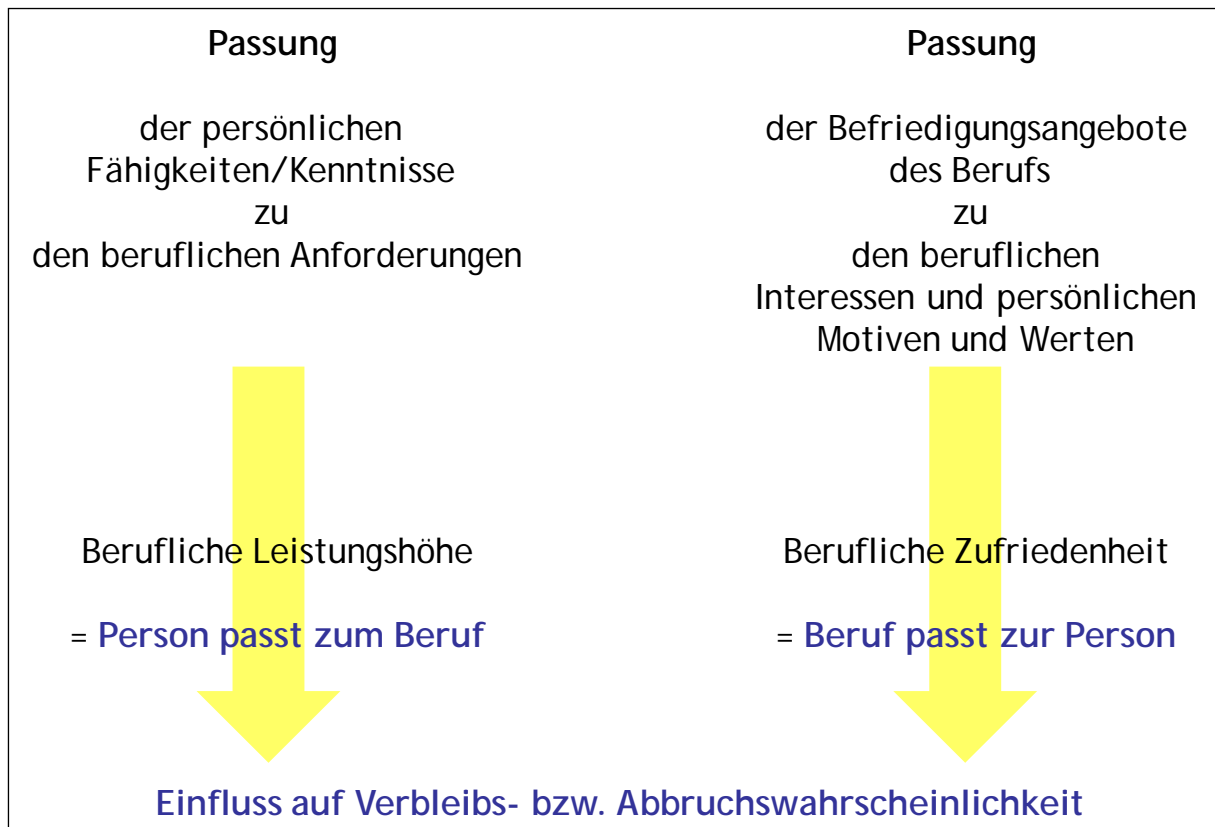 Passung
der persönlichen
Fähigkeiten/Kenntnisse
zu
den beruflichen Anforderungen
Berufliche Leistungshöhe
= Person passt zum Beruf
Passung
der Befriedigungsangebote
des Berufs
zu
den beruflichen
Interessen und persönlichen
Motiven und Werten
Berufliche Zufriedenheit
= Beruf passt zur Person
Einfluss auf Verbleibs- bzw. Abbruchswahrscheinlichkeit